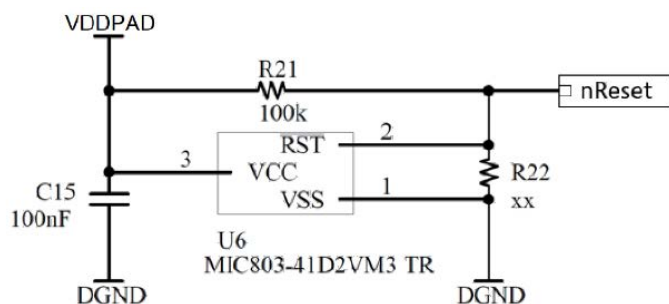 VDDPAD
R21
100k
nReset
RST
2
3
VCC
R22
C15
100nF
VSS
1
xx
U6
MIC803-41D2VM3 TR
DGND
DGND